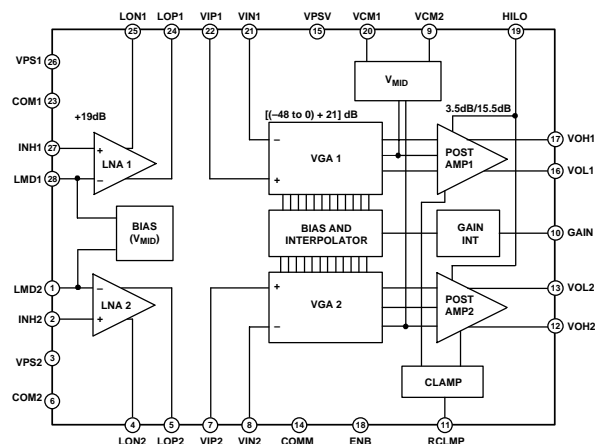 LON1 LOP1 VIP1 VIN1 VPSV VCM1 VCM2 HILO
25 24 22 21 15 20 9 19
VPS1 26
VMID
COM1 23
+19dB
[(–48 to 0) + 21] dB
3.5dB/15.5dB
INH1 27
+
LNA 1
–
LMD1 28
–
VGA 1
+
POST
AMP1
17 VOH1
16 VOL1
BIAS
(VMID)
BIAS AND
INTERPOLATOR
GAIN
INT
10 GAIN
LMD2 1
–
LNA 2
+
INH2 2
+
VGA 2
–
POST
AMP2
13 VOL2
12 VOH2
VPS2 3
CLAMP
COM2 6
4 5 7 8 14 18 11
LON2 LOP2 VIP2 VIN2 COMM ENB RCLMP